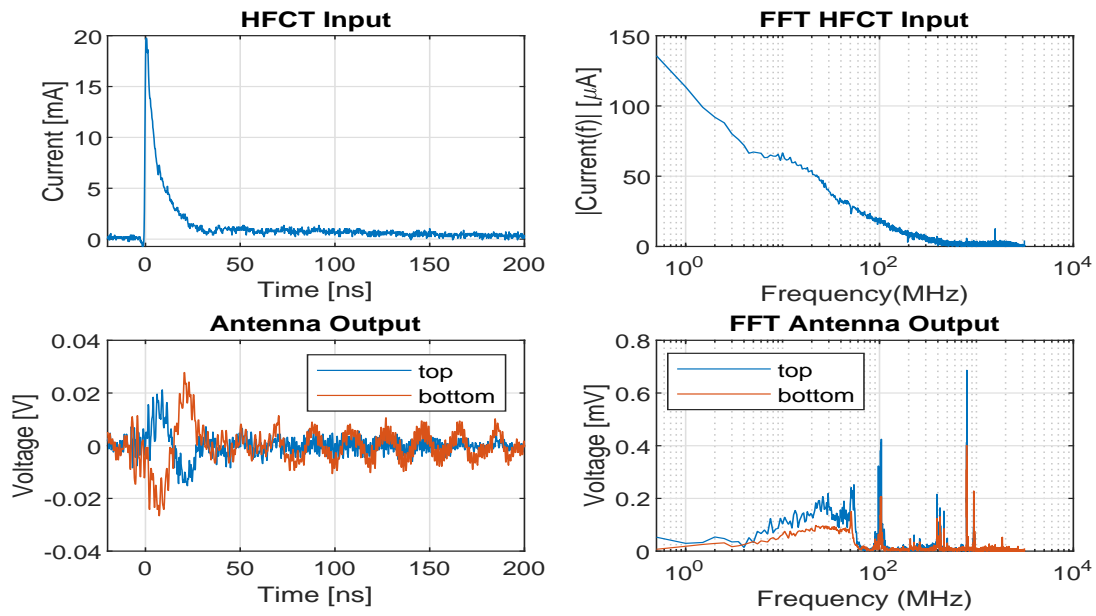 HFCT Input
20
15
10
5
0
Current [mA]
0 50 100 150 200
Time [ns]
FFT HFCT Input
150
100
50
0
|Current(f)| [μA]
10^0 10^2 10^4
Frequency(MHz)
Antenna Output
0.04
0.02
0
-0.02
-0.04
Voltage [V]
top
bottom
0 50 100 150 200
Time [ns]
FFT Antenna Output
0.8
0.6
0.4
0.2
0
Voltage [mV]
top
bottom
10^0 10^2 10^4
Frequency (MHz)